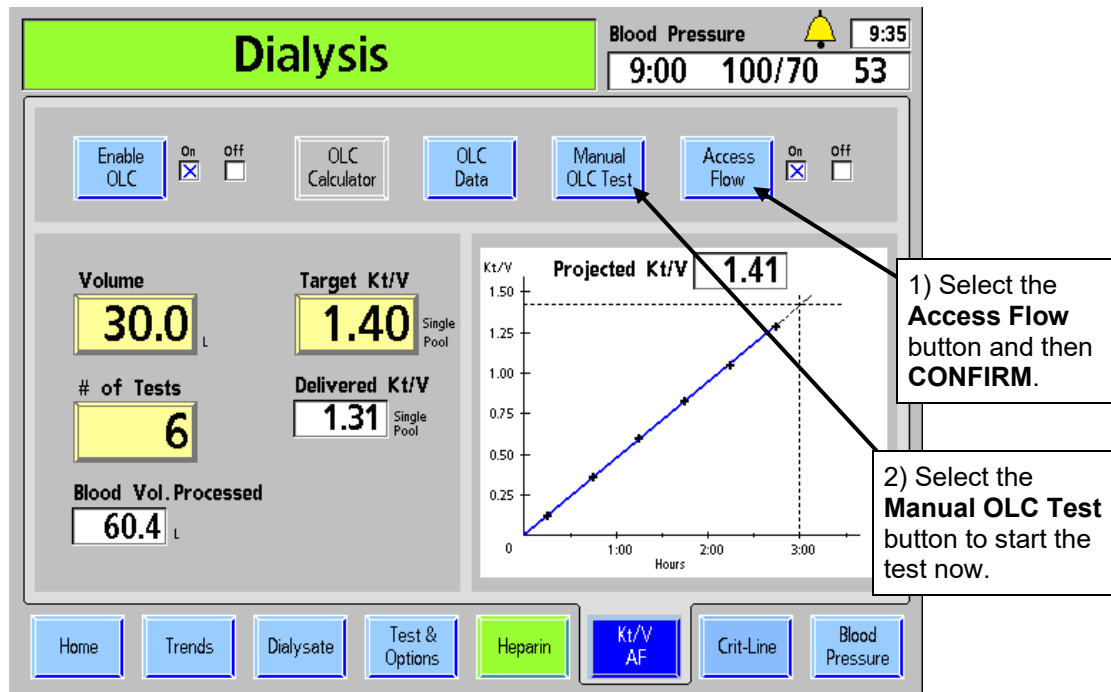 Dialysis
Blood Pressure
9:35
9:00 100/70 53
Enable
OLC
On Off
OLC
Calculator
OLC
Data
Manual
OLC Test
Access
Flow
On Off
Volume
30.0 L
Target Kt/V
1.40 Single
Pool
# of Tests
6
Delivered Kt/V
1.31 Single
Pool
Blood Vol.Processed
60.4 L
Kt/V
Projected Kt/V 1.41
1.50
1.25
1.00
0.75
0.50
0.25
0 1:00 2:00 3:00
Hours
1) Select the
Access Flow
button and then
CONFIRM.
2) Select the
Manual OLC Test
button to start the
test now.
Home
Trends
Dialysate
Test &
Options
Heparin
Kt/V
AF
Crit-Line
Blood
Pressure